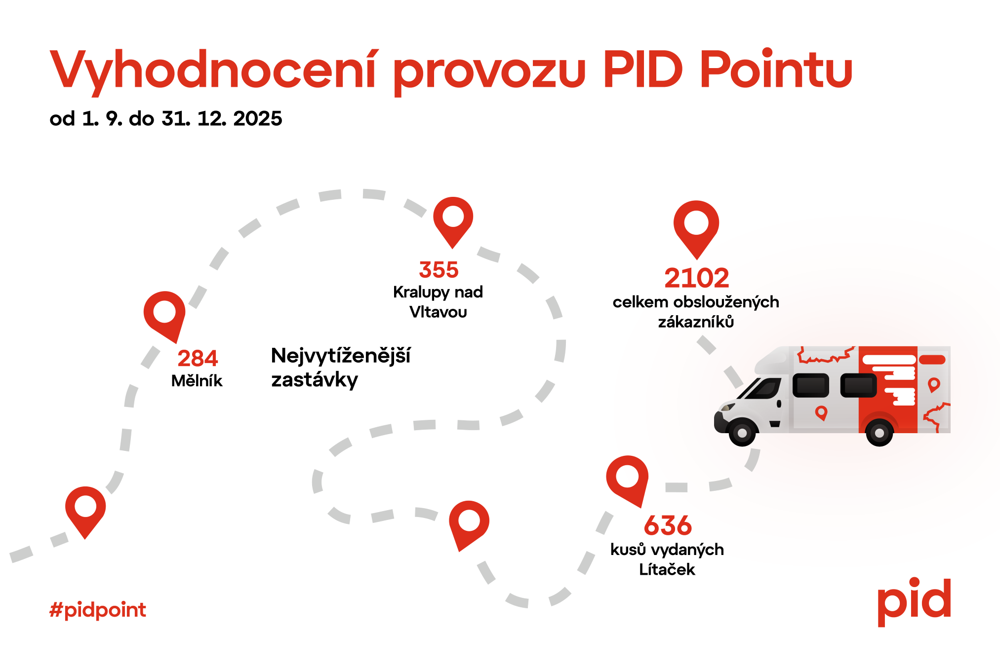 Vyhodnocení provozu PID Pointu
od 1. 9. do 31. 12. 2025
355
Kralupy nad
Vltavou
2102
celkem obsloužených
zákazníků
284
Mělník
Nejvytíženější
zastávky
636
kusů vydaných
Lítaček
#pidpoint
pid